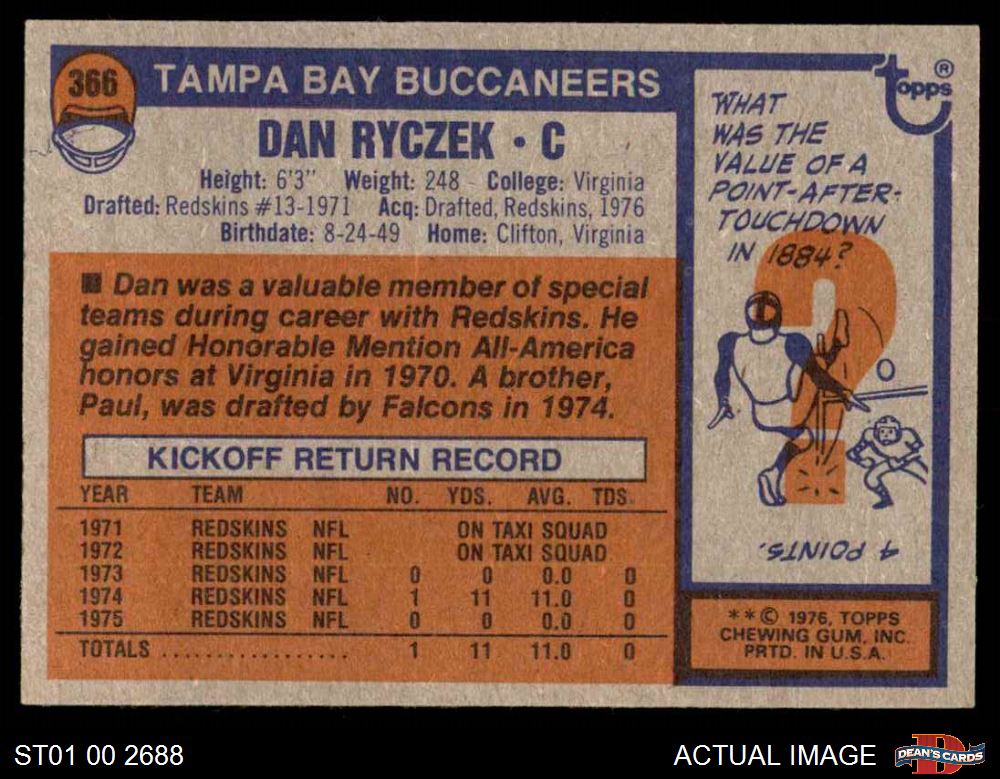 366
TAMPA BAY BUCCANEERS
DAN RYCZEK • C
Height: 6'3" Weight: 248 College: Virginia
Drafted: Redskins #13-1971 Acq: Drafted, Redskins, 1976
Birthdate: 8-24-49 Home: Clifton, Virginia
■ Dan was a valuable member of special
teams during career with Redskins. He
gained Honorable Mention All-America
honors at Virginia in 1970. A brother,
Paul, was drafted by Falcons in 1974.
KICKOFF RETURN RECORD
YEAR TEAM NO. YDS. AVG. TDS.
1971 REDSKINS NFL ON TAXI SQUAD
1972 REDSKINS NFL ON TAXI SQUAD
1973 REDSKINS NFL 0 0 0.0 0
1974 REDSKINS NFL 1 11 11.0 0
1975 REDSKINS NFL 0 0 0.0 0
TOTALS .................. 1 11 11.0 0
Topps®
WHAT
WAS THE
VALUE OF A
POINT-AFTER-
TOUCHDOWN
IN 1884?
?
4 POINTS.
**© 1976, TOPPS
CHEWING GUM, INC.
PRTD. IN U.S.A.
ST01 00 2688
ACTUAL IMAGE
D
DEAN'S CARDS